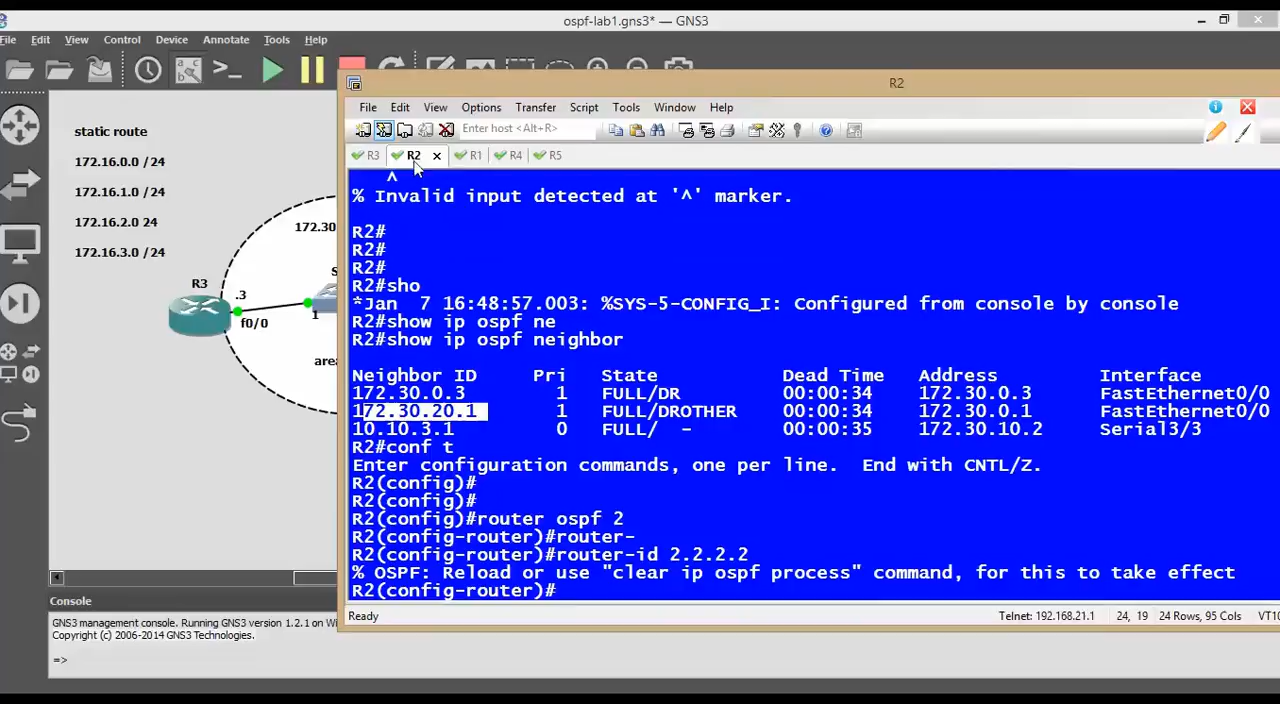 ospf-lab1.gns3* — GNS3
File Edit View Control Device Annotate Tools Help
static route
172.16.0.0 /24
172.16.1.0 /24
172.16.2.0 24
172.16.3.0 /24
172.30
R3
.3
f0/0
1
S
area
R2
File Edit View Options Transfer Script Tools Window Help
Enter host <Alt+R>
R3 R2 R1 R4 R5
^
% Invalid input detected at '^' marker.
R2#
R2#
R2#
R2#sho
*Jan 7 16:48:57.003: %SYS-5-CONFIG_I: Configured from console by console
R2#show ip ospf ne
R2#show ip ospf neighbor
Neighbor ID Pri State Dead Time Address Interface
172.30.0.3 1 FULL/DR 00:00:34 172.30.0.3 FastEthernet0/0
172.30.20.1 1 FULL/DROTHER 00:00:34 172.30.0.1 FastEthernet0/0
10.10.3.1 0 FULL/ - 00:00:35 172.30.10.2 Serial3/3
R2#conf t
Enter configuration commands, one per line. End with CNTL/Z.
R2(config)#
R2(config)#
R2(config)#router ospf 2
R2(config-router)#router-
R2(config-router)#router-id 2.2.2.2
% OSPF: Reload or use "clear ip ospf process" command, for this to take effect
R2(config-router)#
Ready Telnet: 192.168.21.1 24, 19 24 Rows, 95 Cols VT10
Console
GNS3 management console. Running GNS3 version 1.2.1 on Wi
Copyright (c) 2006-2014 GNS3 Technologies.
=>